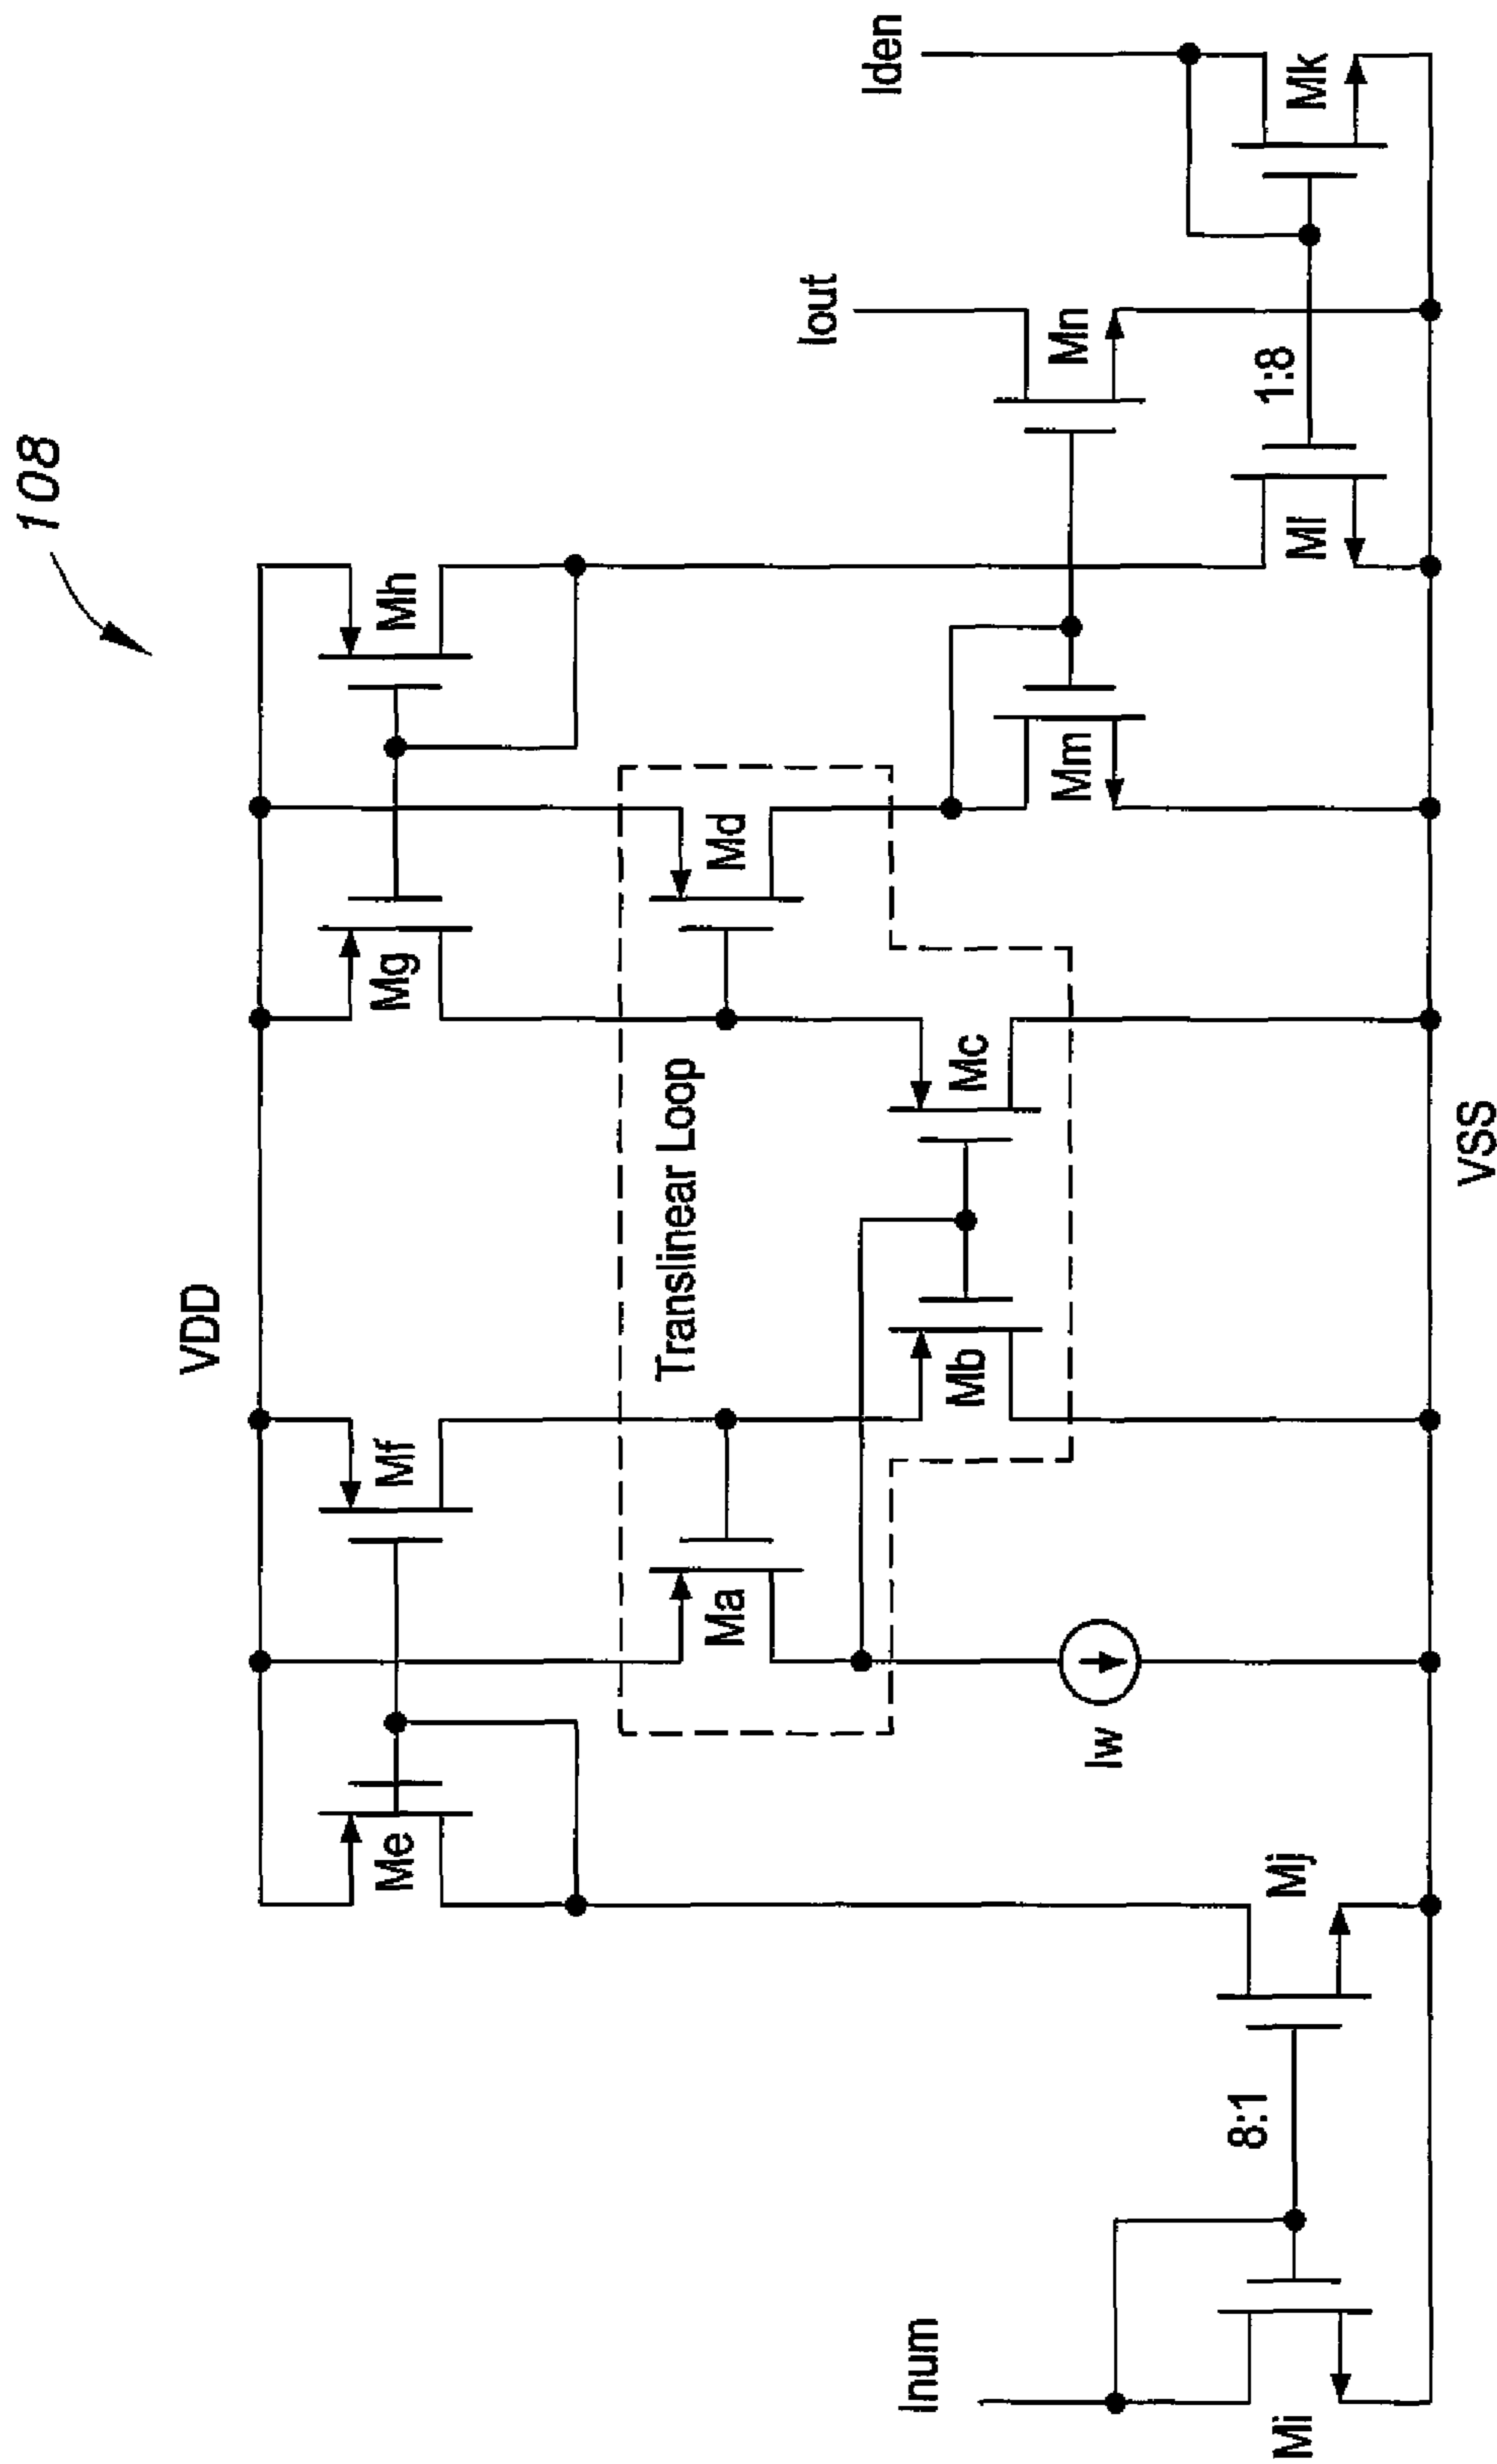 108
VDD
Me
Mf
Mg
Mh
Translinear Loop
Ma
Md
Mb
Mc
Inum
Iw
Mm
Iout
Mn
Iden
Mi
8:1
Mj
Ml
1:8
Mk
VSS